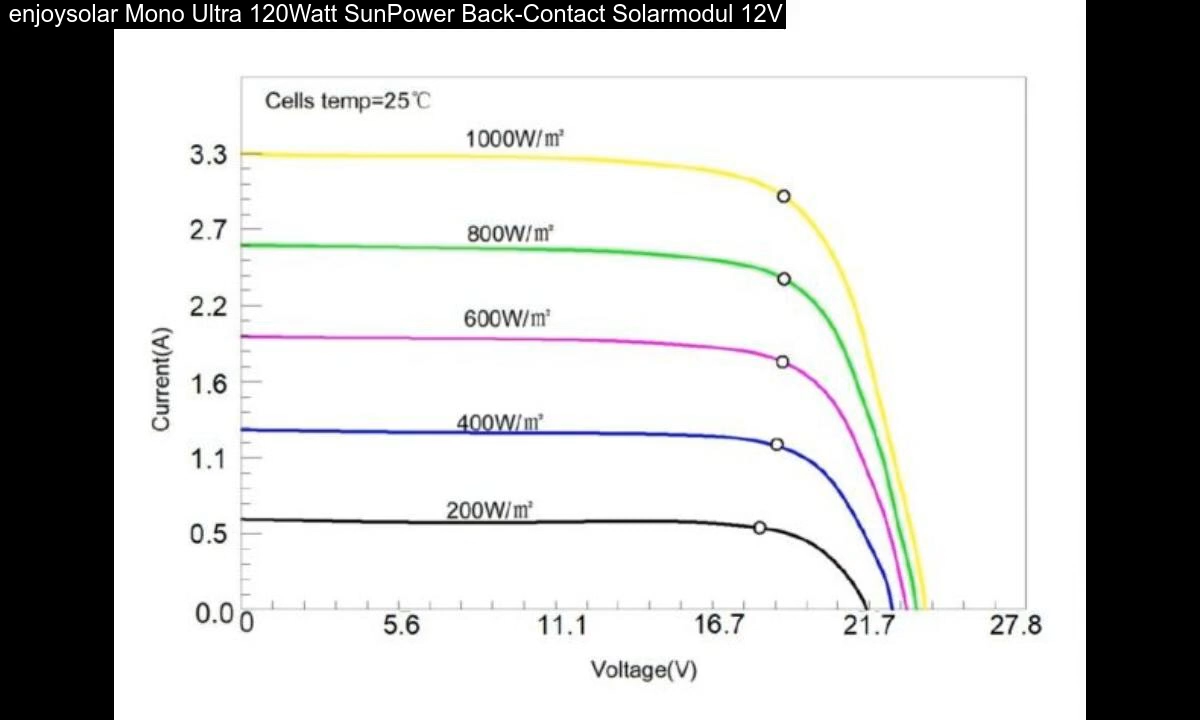 enjoysolar Mono Ultra 120Watt SunPower Back-Contact Solarmodul 12V
Cells temp=25℃
1000W/m²
3.3
2.7
800W/m²
2.2
600W/m²
Current(A)
1.6
400W/m²
1.1
200W/m²
0.5
0.0
0 5.6 11.1 16.7 21.7 27.8
Voltage(V)